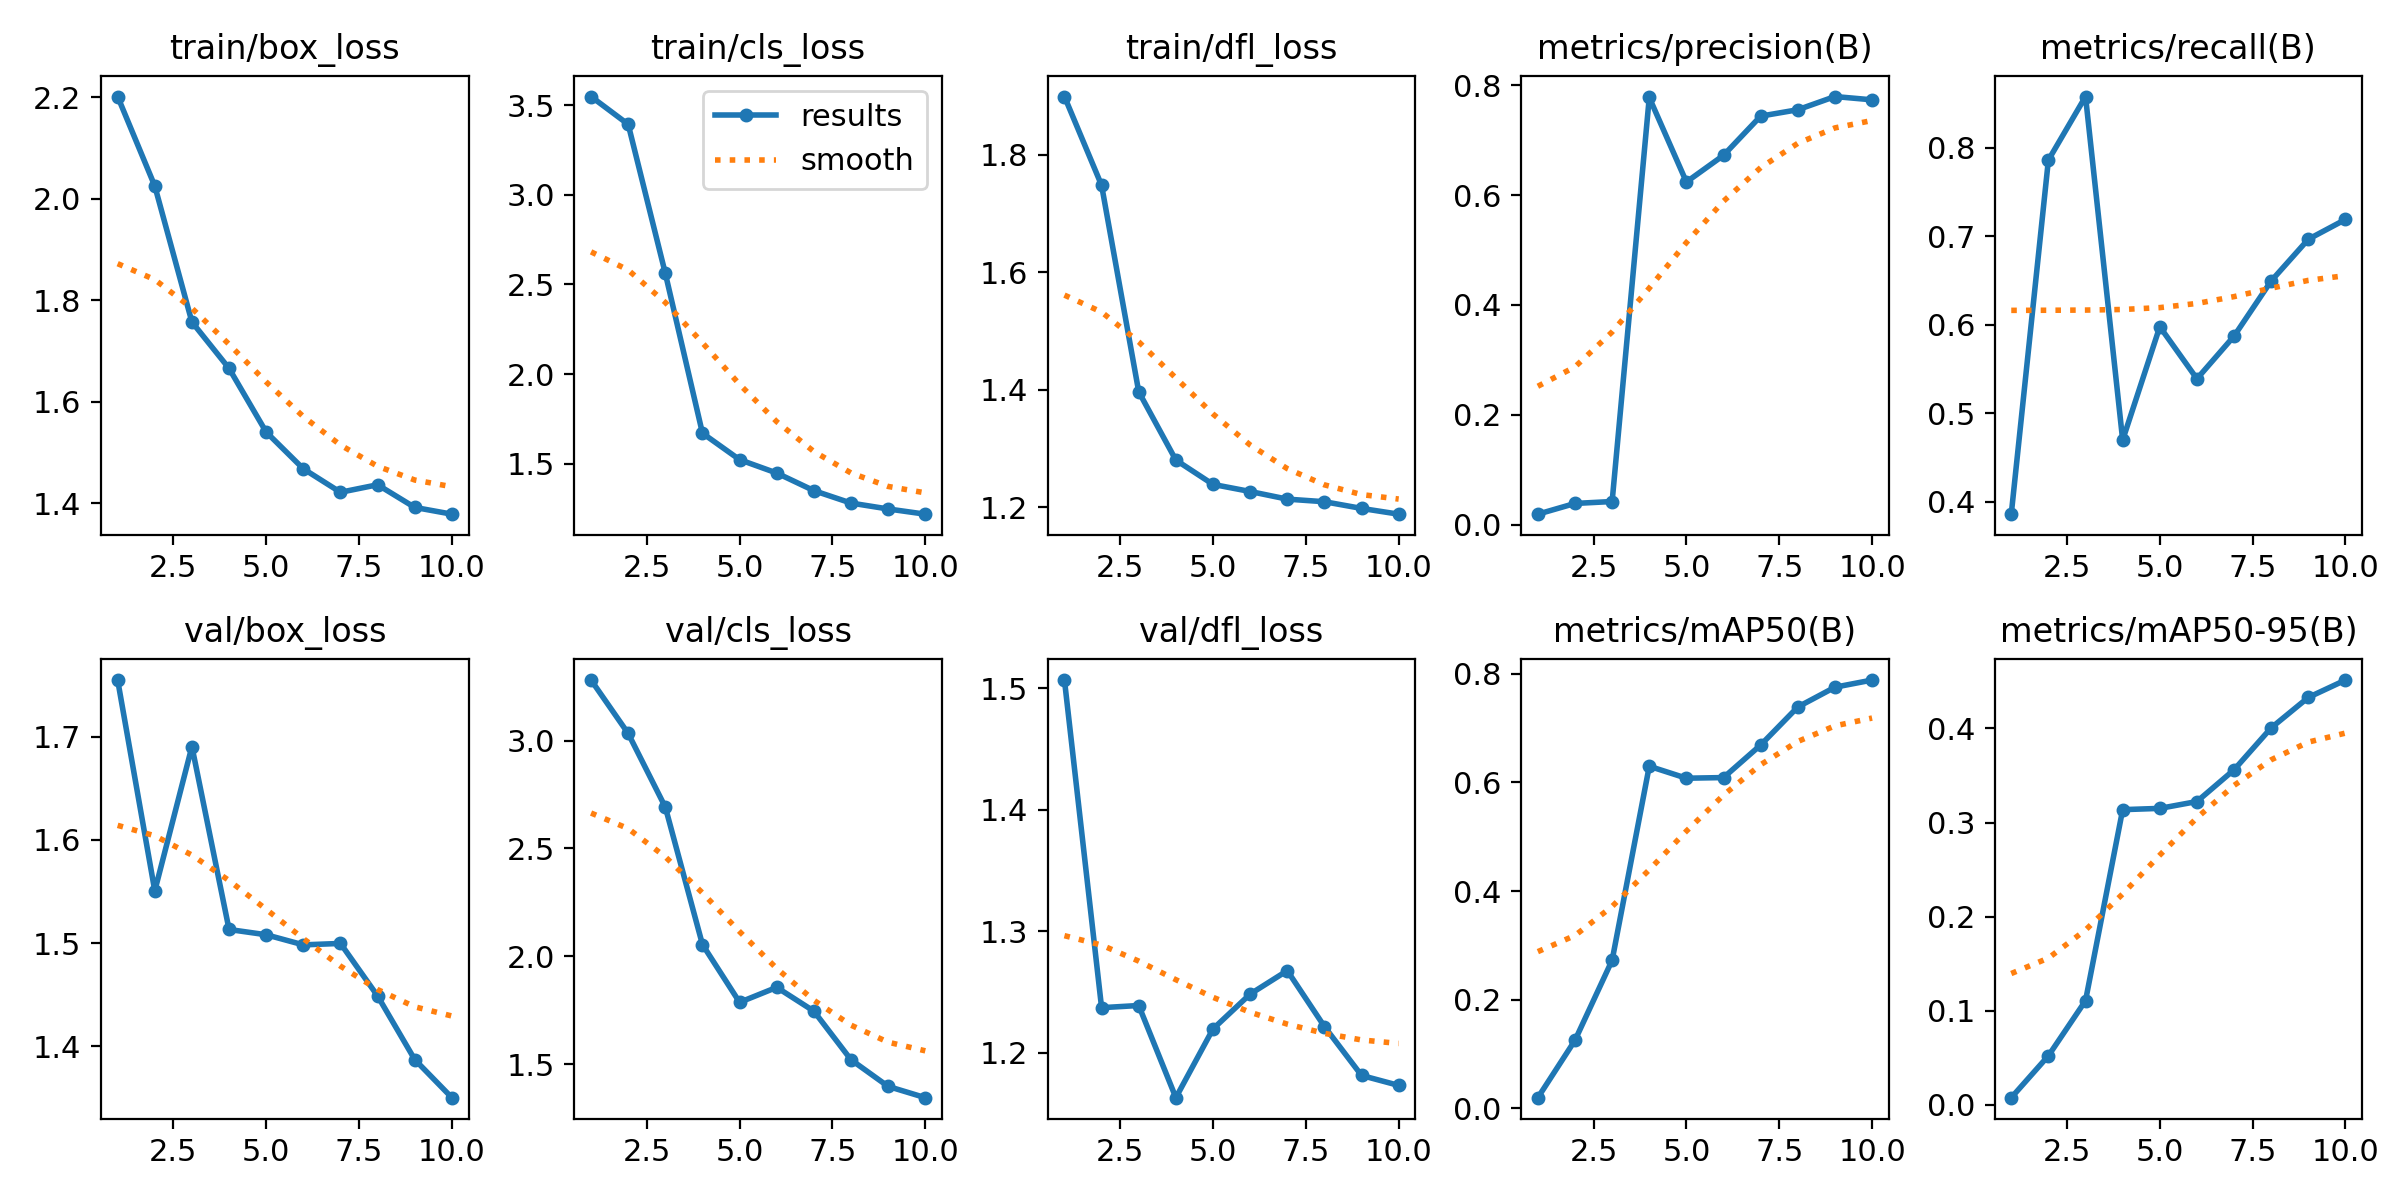 train/box_loss
train/cls_loss
train/dfl_loss
metrics/precision(B)
metrics/recall(B)
2.2
2.0
1.8
1.6
1.4
2.5 5.0 7.5 10.0
results
smooth
3.5
3.0
2.5
2.0
1.5
2.5 5.0 7.5 10.0
1.8
1.6
1.4
1.2
2.5 5.0 7.5 10.0
0.8
0.6
0.4
0.2
0.0
2.5 5.0 7.5 10.0
0.8
0.7
0.6
0.5
0.4
2.5 5.0 7.5 10.0
val/box_loss
val/cls_loss
val/dfl_loss
metrics/mAP50(B)
metrics/mAP50-95(B)
1.7
1.6
1.5
1.4
2.5 5.0 7.5 10.0
3.0
2.5
2.0
1.5
2.5 5.0 7.5 10.0
1.5
1.4
1.3
1.2
2.5 5.0 7.5 10.0
0.8
0.6
0.4
0.2
0.0
2.5 5.0 7.5 10.0
0.4
0.3
0.2
0.1
0.0
2.5 5.0 7.5 10.0